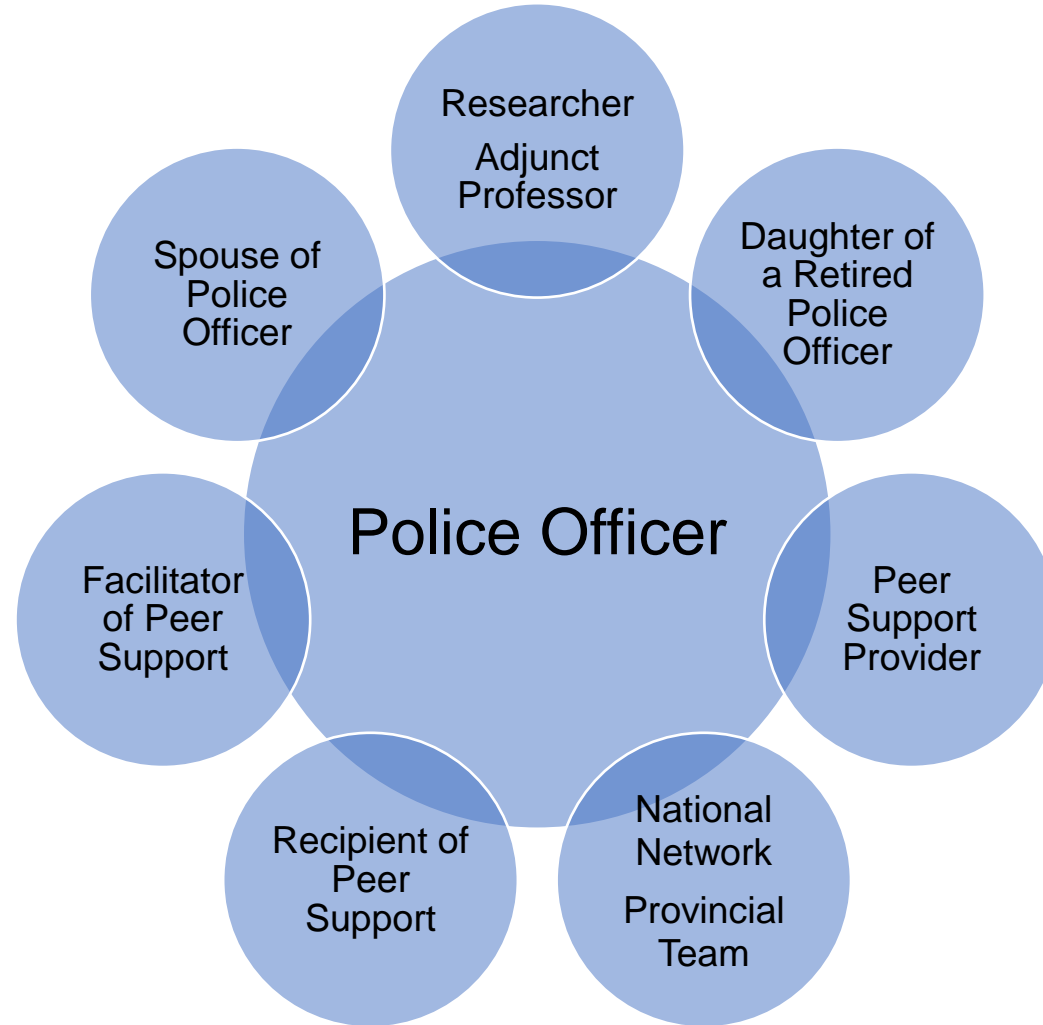 Researcher
Adjunct
Professor
Daughter of
a Retired
Police
Officer
Peer
Support
Provider
National
Network
Provincial
Team
Recipient of
Peer
Support
Facilitator
of Peer
Support
Spouse of
Police
Officer
Police Officer